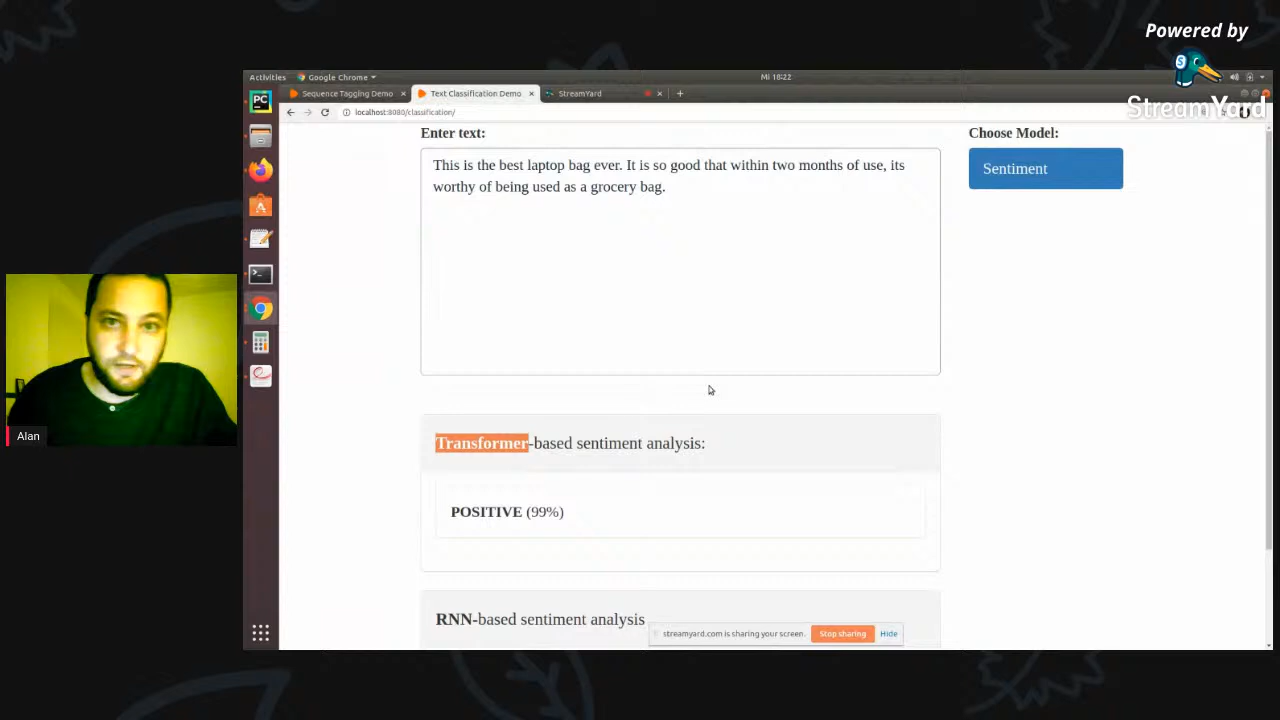 Powered by
StreamYard
Activities
Google Chrome
Mi 18:22
Sequence Tagging Demo
Text Classification Demo
StreamYard
localhost:8080/classification/
Enter text:
Choose Model:
This is the best laptop bag ever. It is so good that within two months of use, its
worthy of being used as a grocery bag.
Sentiment
Alan
Transformer-based sentiment analysis:
POSITIVE (99%)
RNN-based sentiment analysis
streamyard.com is sharing your screen.
Stop sharing
Hide